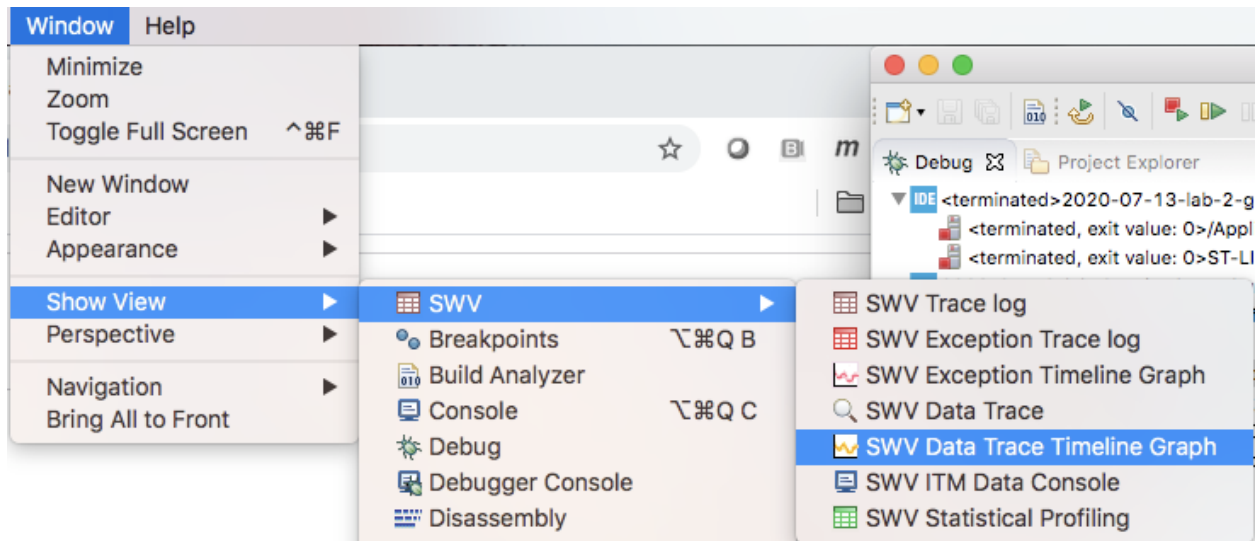 Window Help
Minimize
Zoom
Toggle Full Screen ^⌘F
New Window
Editor
Appearance
Show View
Perspective
Navigation
Bring All to Front
SWV
Breakpoints ⌥⌘Q B
Build Analyzer
Console ⌥⌘Q C
Debug
Debugger Console
Disassembly
SWV Trace log
SWV Exception Trace log
SWV Exception Timeline Graph
SWV Data Trace
SWV Data Trace Timeline Graph
SWV ITM Data Console
SWV Statistical Profiling
m
010
Debug Project Explorer
IDE <terminated>2020-07-13-lab-2-g
<terminated, exit value: 0>/Appl
<terminated, exit value: 0>ST-LI